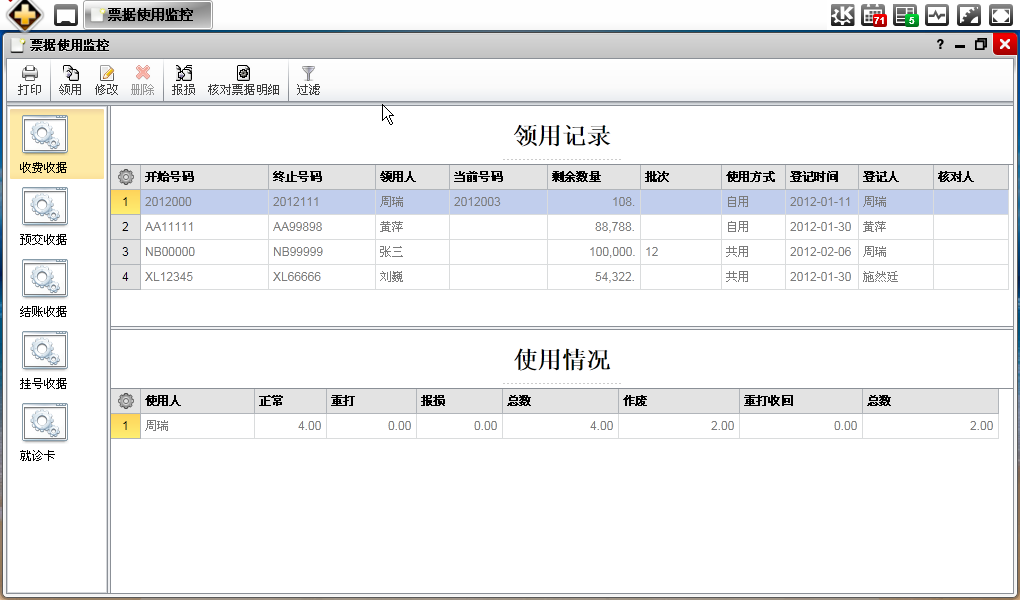 票据使用监控
71
5
票据使用监控
?
打印 领用 修改 删除 报损 核对票据明细 过滤
收费收据
预交收据
结账收据
挂号收据
就诊卡
领用记录
开始号码 终止号码 领用人 当前号码 剩余数量 批次 使用方式 登记时间 登记人 核对人
1 2012000 2012111 周瑞 2012003 108. 自用 2012-01-11 周瑞
2 AA11111 AA99898 黄萍 88,788. 自用 2012-01-30 黄萍
3 NB00000 NB99999 张三 100,000. 12 共用 2012-02-06 周瑞
4 XL12345 XL66666 刘巍 54,322. 共用 2012-01-30 施然廷
使用情况
使用人 正常 重打 报损 总数 作废 重打收回 总数
1 周瑞 4.00 0.00 0.00 4.00 2.00 0.00 2.00